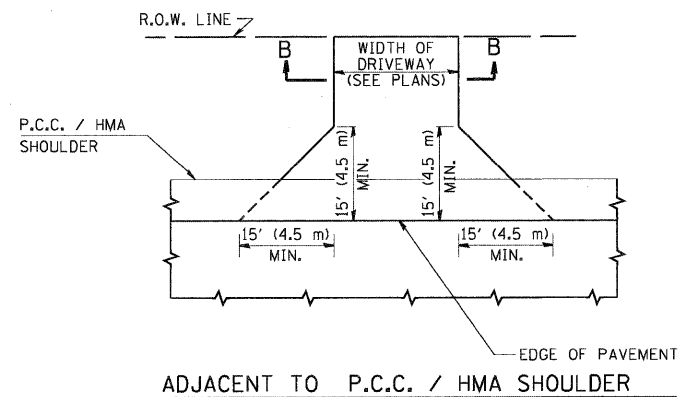 R.O.W. LINE
B
WIDTH OF
DRIVEWAY
(SEE PLANS)
B
P.C.C. / HMA
SHOULDER
15' (4.5 m)
MIN.
15' (4.5 m)
MIN.
15' (4.5 m)
MIN.
15' (4.5 m)
MIN.
EDGE OF PAVEMENT
ADJACENT TO P.C.C. / HMA SHOULDER